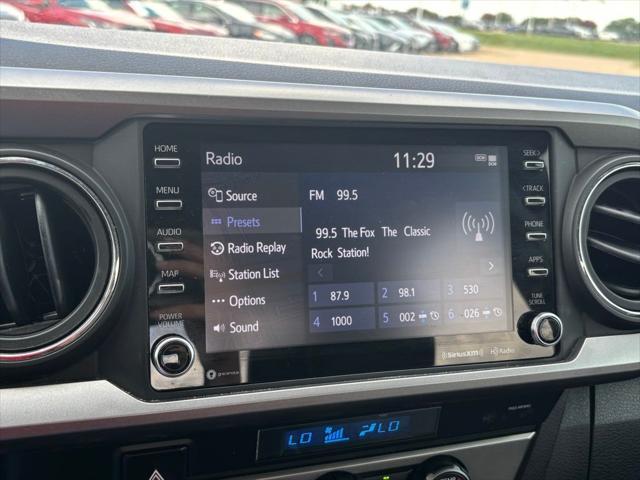 HOME
MENU
AUDIO
MAP
POWER
VOLUME
Radio
11:29
DCM
Source
Presets
Radio Replay
Station List
Options
Sound
FM 99.5
99.5 The Fox The Classic
Rock Station!
1 87.9 2 98.1 3 530
4 1000 5 002 6 026
SEEK>
<TRACK
PHONE
APPS
TUNE
SCROLL
gracenote
SiriusXM HD Radio
LO LO